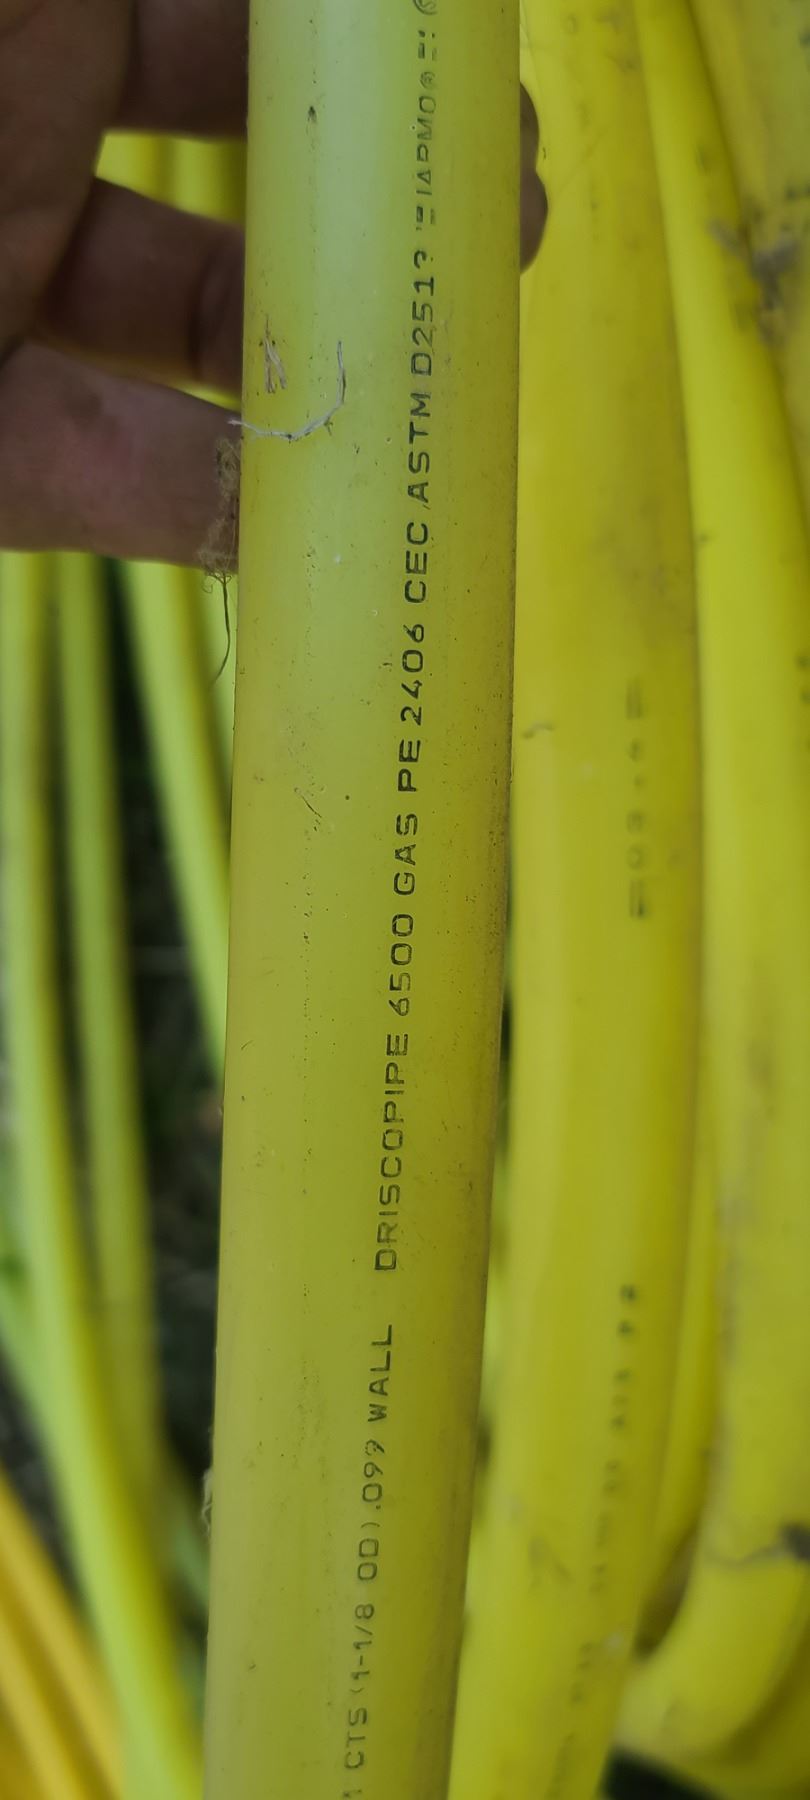 1 CTS (1-1/8 OD) .099 WALL DRISCOPIPE 6500 GAS PE 2406 CEC ASTM D2513